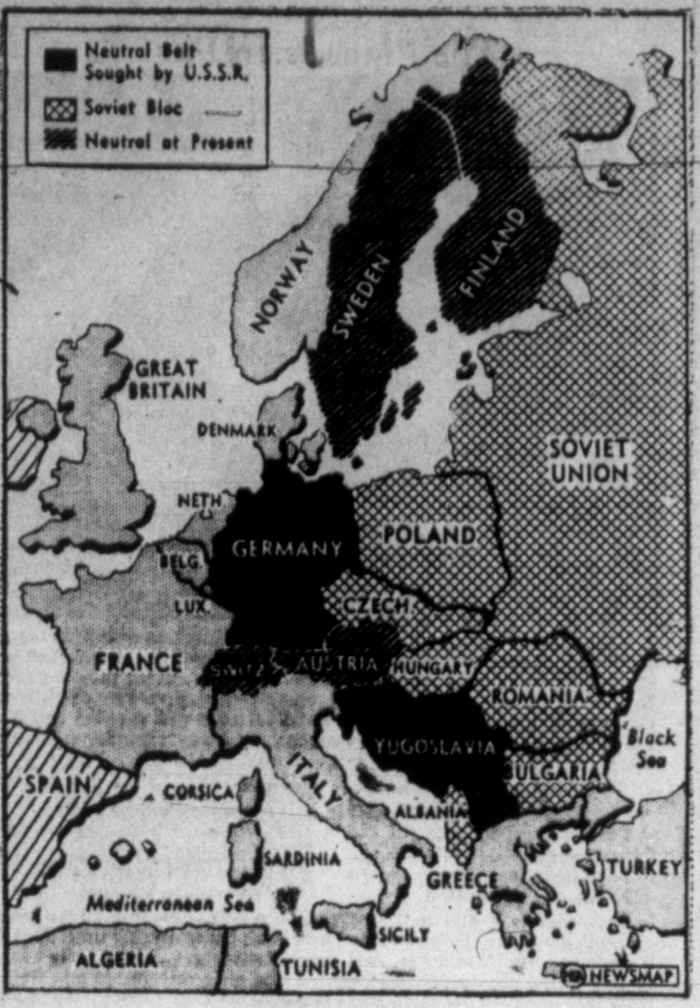 Neutral Belt
Sought by U.S.S.R.
Soviet Bloc
Neutral at Present
NORWAY
SWEDEN
FINLAND
GREAT
BRITAIN
DENMARK
SOVIET
UNION
NETH.
GERMANY
POLAND
BELG.
LUX.
CZECH.
FRANCE
SWITZ.
AUSTRIA
HUNGARY
ROMANIA
YUGOSLAVIA
Black
Sea
SPAIN
CORSICA
ITALY
BULGARIA
ALBANIA
SARDINIA
GREECE
TURKEY
Mediterranean Sea
SICILY
ALGERIA
TUNISIA
NEWSMAP